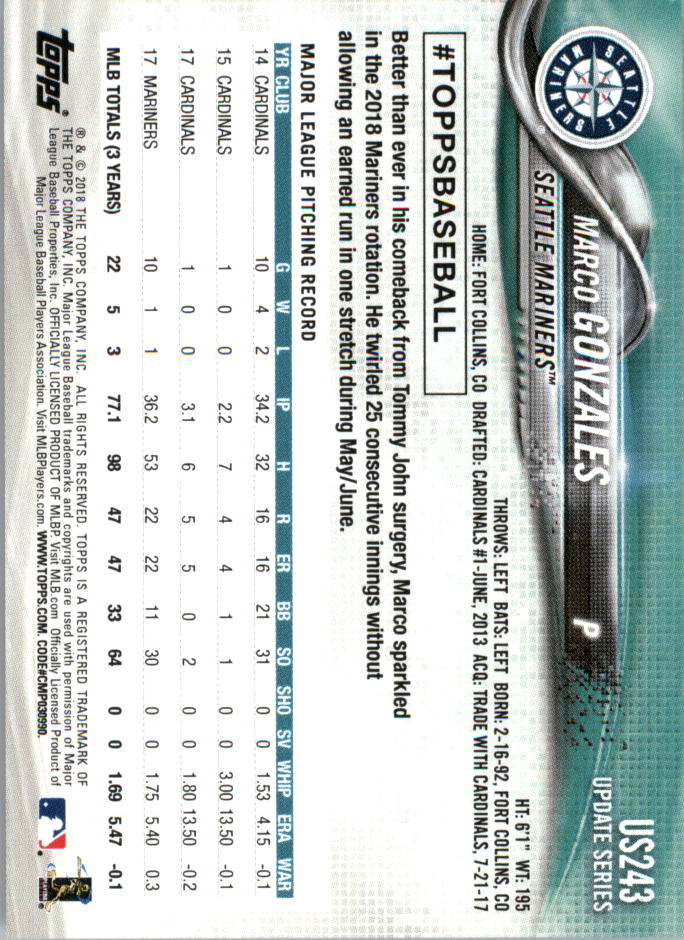 US243
UPDATE SERIES
SEATTLE MARINERS
MARCO GONZALES P
SEATTLE MARINERS™
HT: 6'1" WT: 195
THROWS: LEFT BATS: LEFT BORN: 2-16-92, FORT COLLINS, CO
HOME: FORT COLLINS, CO DRAFTED: CARDINALS #1-JUNE, 2013 ACQ: TRADE WITH CARDINALS, 7-21-17
#TOPPSBASEBALL
Better than ever in his comeback from Tommy John surgery, Marco sparkled
in the 2018 Mariners rotation. He twirled 25 consecutive innings without
allowing an earned run in one stretch during May/June.
MAJOR LEAGUE PITCHING RECORD
YR CLUB G W L IP H R ER BB SO SHO SV WHIP ERA WAR
14 CARDINALS 10 4 2 34.2 32 16 16 21 31 0 0 1.53 4.15 -0.1
15 CARDINALS 1 0 0 2.2 7 4 4 1 1 0 0 3.00 13.50 -0.1
17 CARDINALS 1 0 0 3.1 6 5 5 0 2 0 0 1.80 13.50 -0.2
17 MARINERS 10 1 1 36.2 53 22 22 11 30 0 0 1.75 5.40 0.3
MLB TOTALS (3 YEARS) 22 5 3 77.1 98 47 47 33 64 0 0 1.69 5.47 -0.1
topps®
® & © 2018 THE TOPPS COMPANY, INC. ALL RIGHTS RESERVED. TOPPS IS A REGISTERED TRADEMARK OF
THE TOPPS COMPANY, INC. Major League Baseball trademarks and copyrights are used with permission of Major
League Baseball Properties, Inc. OFFICIALLY LICENSED PRODUCT OF MLBP. Visit MLB.com Officially Licensed Product of
Major League Baseball Players Association. Visit MLBPlayers.com. WWW.TOPPS.COM. CODE#CMP030990.